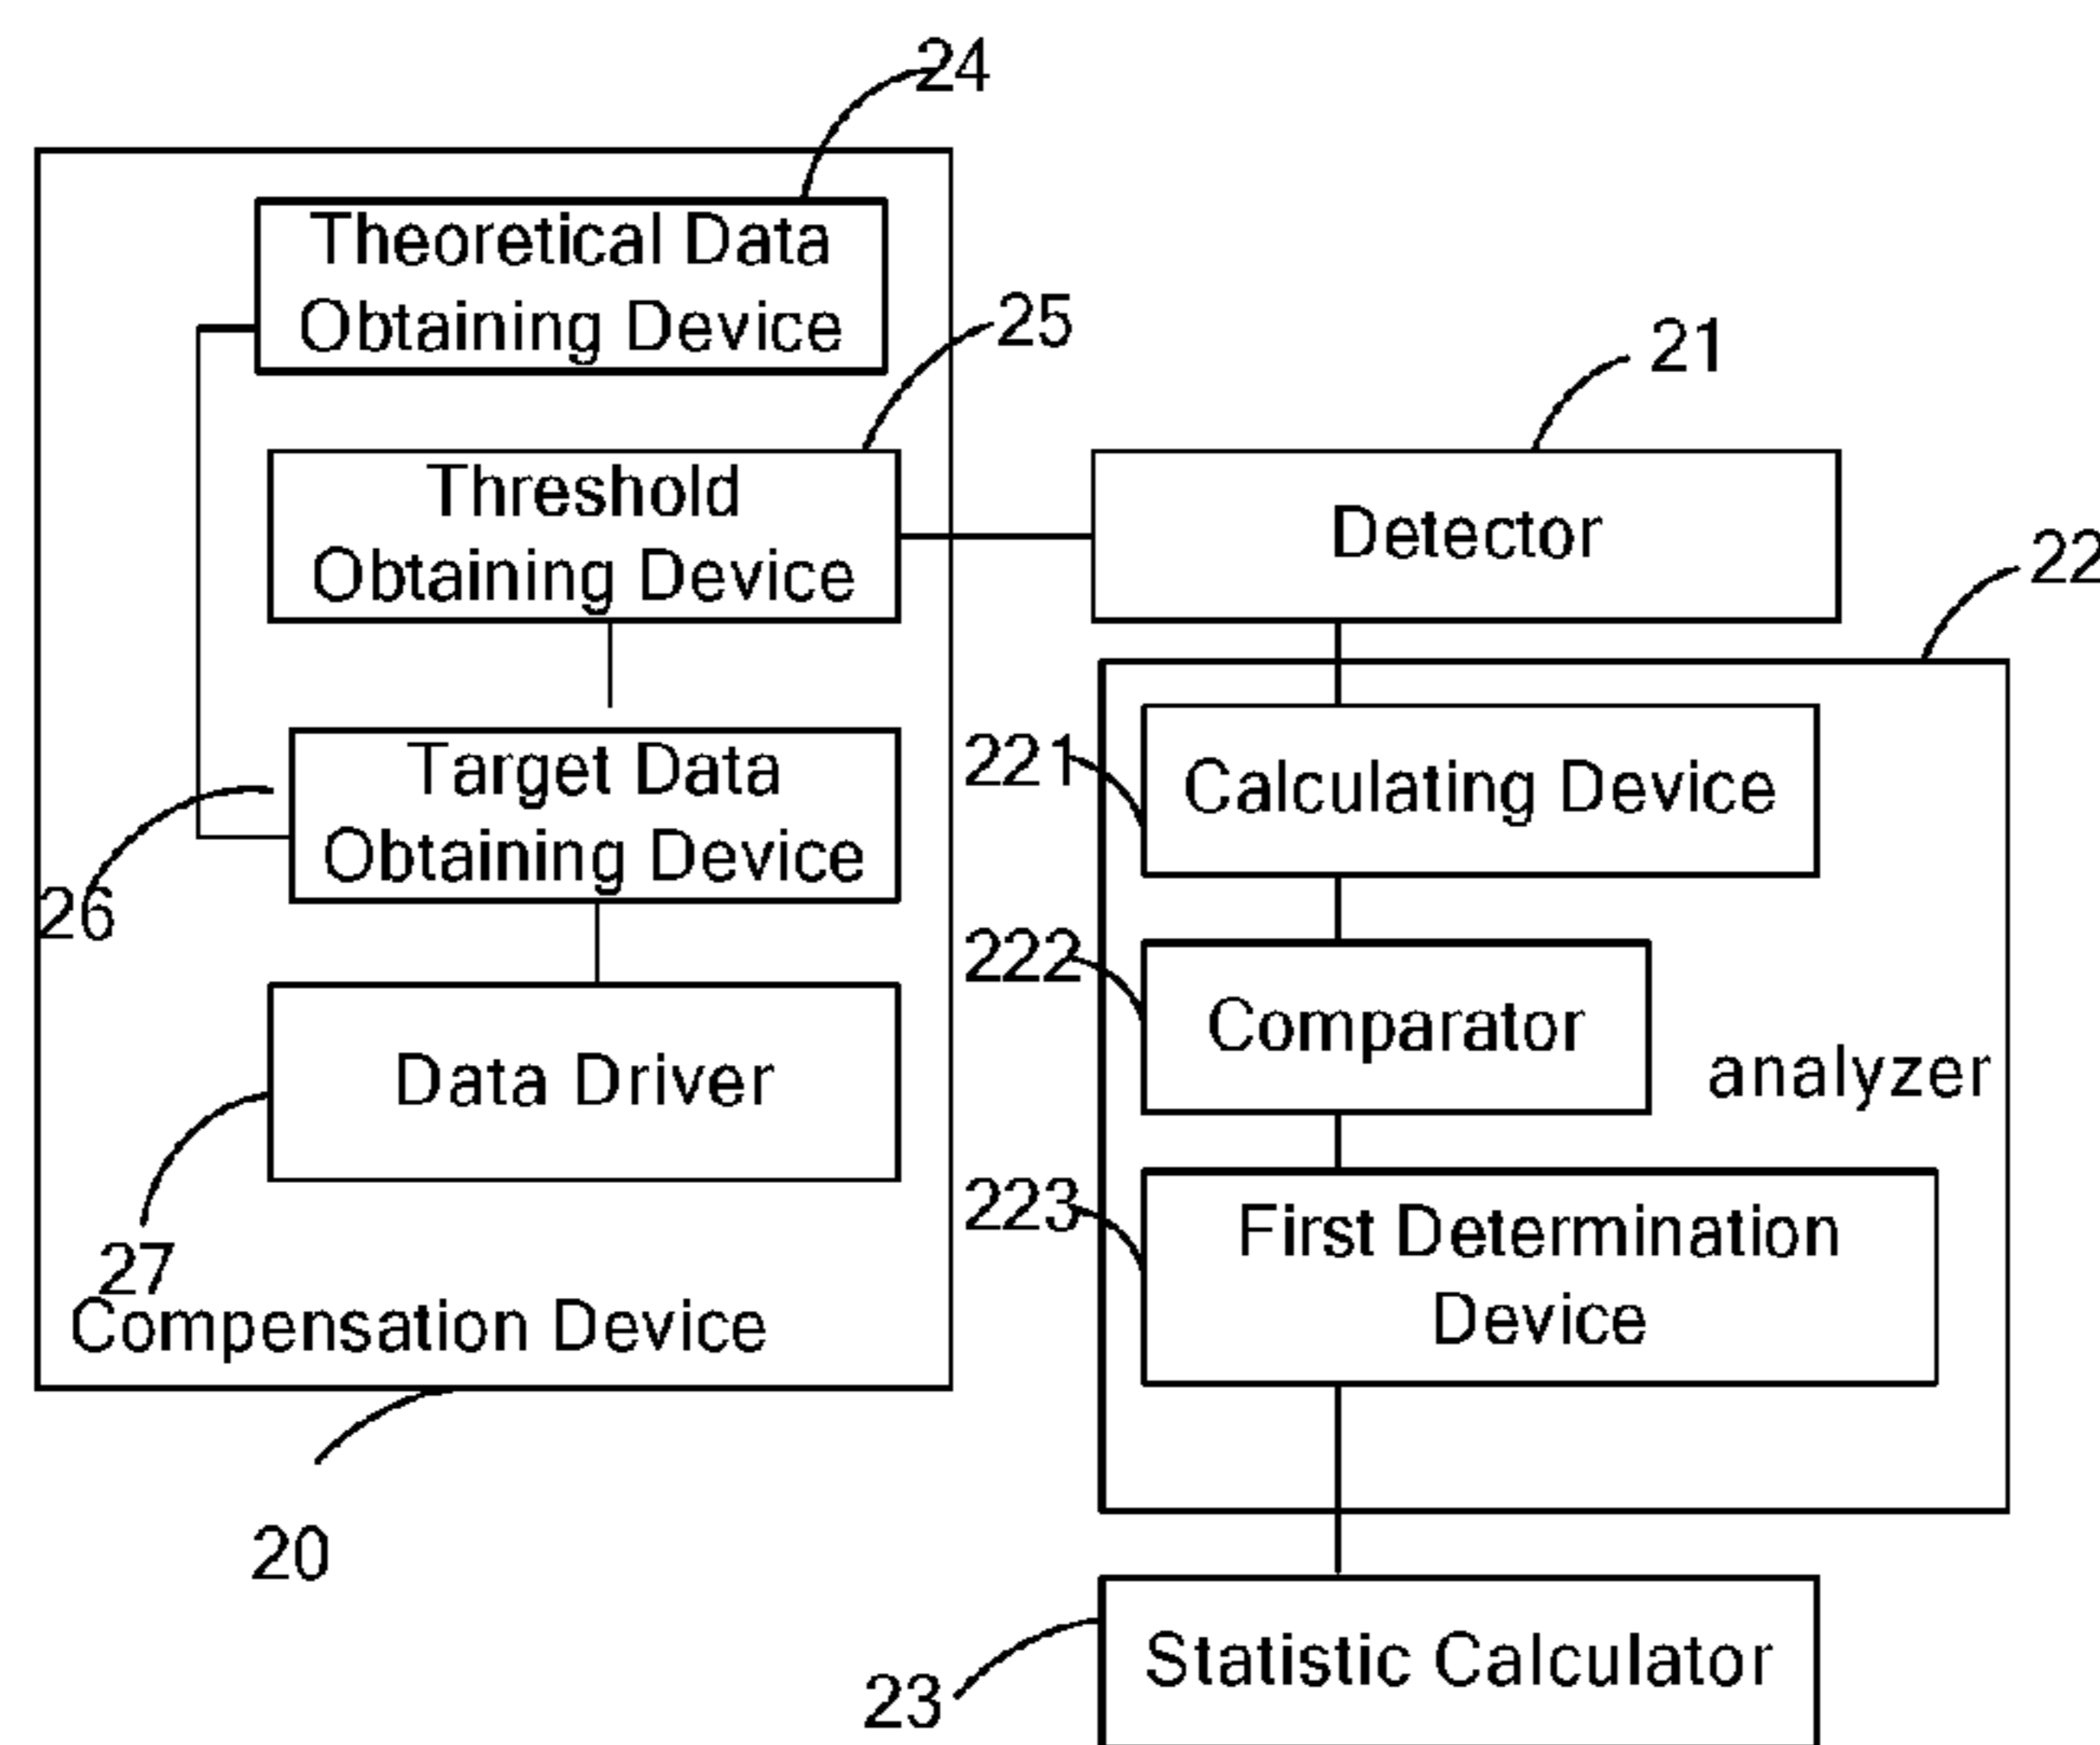 24
Theoretical Data
Obtaining Device
25
Threshold
Obtaining Device
21
Detector
22
Target Data
Obtaining Device
26
221
Calculating Device
222
Comparator
analyzer
Data Driver
27
223
First Determination
Device
Compensation Device
20
23
Statistic Calculator